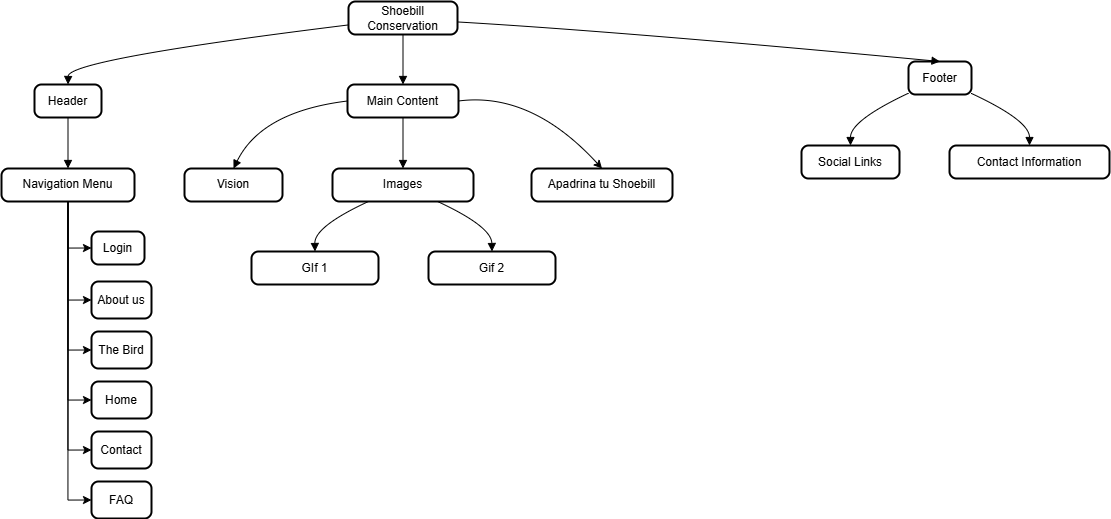 Shoebill
Conservation
Header
Main Content
Footer
Navigation Menu
Vision
Images
Apadrina tu Shoebill
Social Links
Contact Information
Login
GIf 1
Gif 2
About us
The Bird
Home
Contact
FAQ